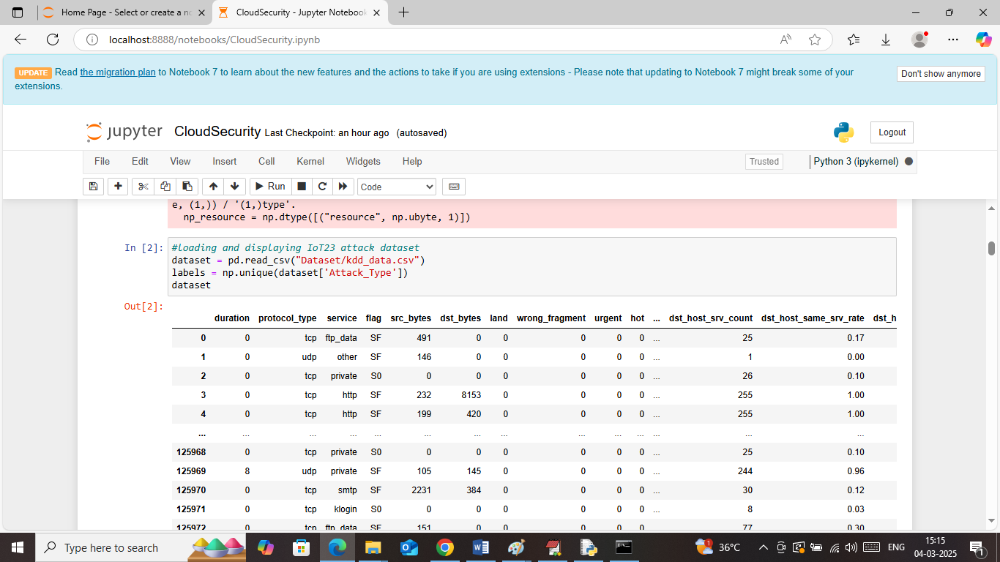 Home Page - Select or create a no
CloudSecurity - Jupyter Notebook
localhost:8888/notebooks/CloudSecurity.ipynb
UPDATE Read the migration plan to Notebook 7 to learn about the new features and the actions to take if you are using extensions - Please note that updating to Notebook 7 might break some of your
extensions.
Don't show anymore
jupyter CloudSecurity Last Checkpoint: an hour ago (autosaved)
Logout
File Edit View Insert Cell Kernel Widgets Help
Trusted
Python 3 (ipykernel)
Run
Code
e, (1,)) / '(1,)type'.
np_resource = np.dtype([("resource", np.ubyte, 1)])
In [2]: #loading and displaying IoT23 attack dataset
dataset = pd.read_csv("Dataset/kdd_data.csv")
labels = np.unique(dataset['Attack_Type'])
dataset
Out[2]:
duration protocol_type service flag src_bytes dst_bytes land wrong_fragment urgent hot ... dst_host_srv_count dst_host_same_srv_rate dst_h
0 0 tcp ftp_data SF 491 0 0 0 0 0 ... 25 0.17
1 0 udp other SF 146 0 0 0 0 0 ... 1 0.00
2 0 tcp private S0 0 0 0 0 0 0 ... 26 0.10
3 0 tcp http SF 232 8153 0 0 0 0 ... 255 1.00
4 0 tcp http SF 199 420 0 0 0 0 ... 255 1.00
... ... ... ... ... ... ... ... ... ... ... ... ... ...
125968 0 tcp private S0 0 0 0 0 0 0 ... 25 0.10
125969 8 udp private SF 105 145 0 0 0 0 ... 244 0.96
125970 0 tcp smtp SF 2231 384 0 0 0 0 ... 30 0.12
125971 0 tcp klogin S0 0 0 0 0 0 0 ... 8 0.03
125972 0 tcp ftp_data SF 151 0 0 0 0 0 ... 77 0.30
Type here to search
1
36°C
ENG
15:15
04-03-2025
1